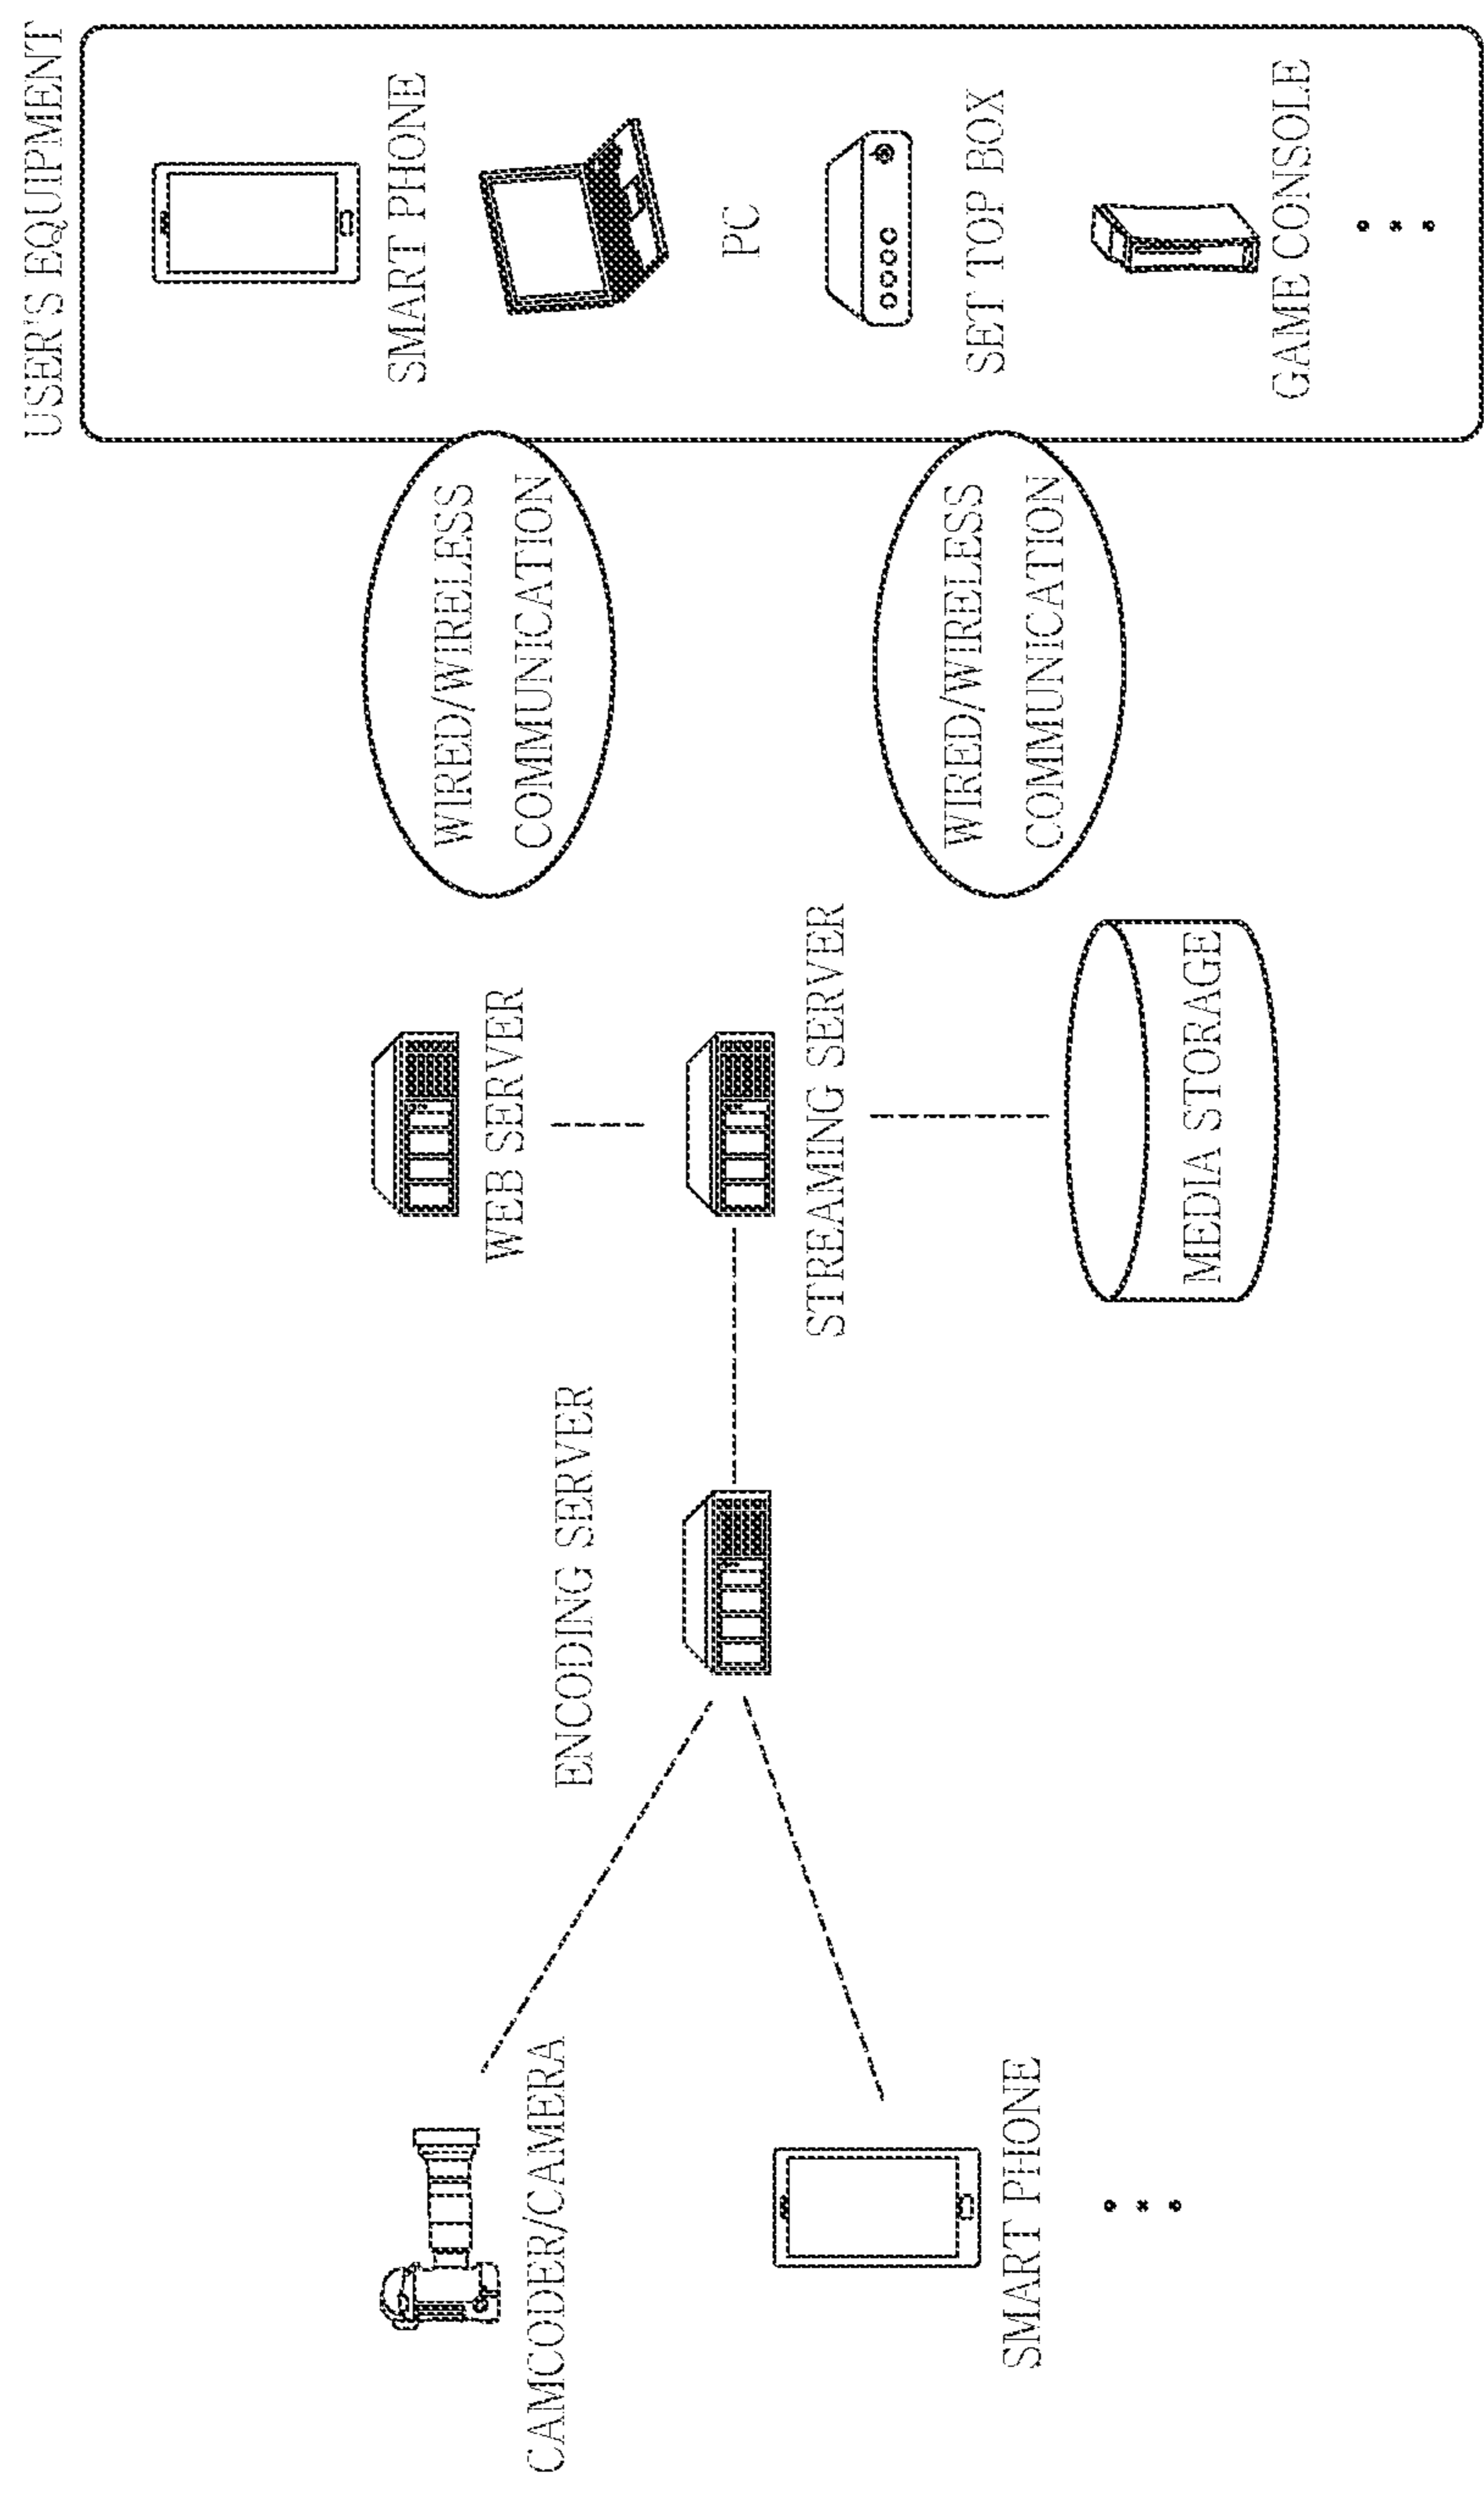 CAMCODER/CAMERA
SMART PHONE
ENCODING SERVER
WEB SERVER
STREAMING SERVER
MEDIA STORAGE
WIRED/WIRELESS
COMMUNICATION
WIRED/WIRELESS
COMMUNICATION
USER'S EQUIPMENT
SMART PHONE
PC
SET TOP BOX
GAME CONSOLE